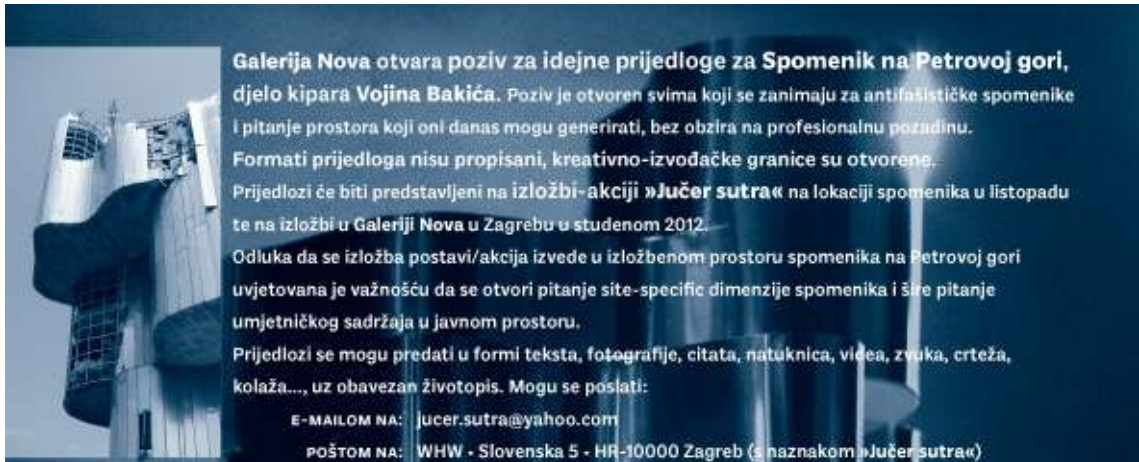 Galerija Nova otvara poziv za idejne prijedloge za Spomenik na Petrovoj gori,
djelo kipara Vojina Bakića. Poziv je otvoren svima koji se zanimaju za antifašističke spomenike
i pitanje prostora koji oni danas mogu generirati, bez obzira na profesionalnu pozadinu.
Formati prijedloga nisu propisani, kreativno-izvođačke granice su otvorene.
Prijedlozi će biti predstavljeni na izložbi-akciji »Jučer sutra« na lokaciji spomenika u listopadu
te na izložbi u Galeriji Nova u Zagrebu u studenom 2012.
Odluka da se izložba postavi/akcija izvede u izložbenom prostoru spomenika na Petrovoj gori
uvjetovana je važnošću da se otvori pitanje site-specific dimenzije spomenika i šire pitanje
umjetničkog sadržaja u javnom prostoru.
Prijedlozi se mogu predati u formi teksta, fotografije, citata, natuknica, videa, zvuka, crteža,
kolaža..., uz obavezan životopis. Mogu se poslati:
E-MAILOM NA: jucer.sutra@yahoo.com
POŠTOM NA: WHW - Slovenska 5 - HR-10000 Zagreb (s naznakom »Jučer sutra«)